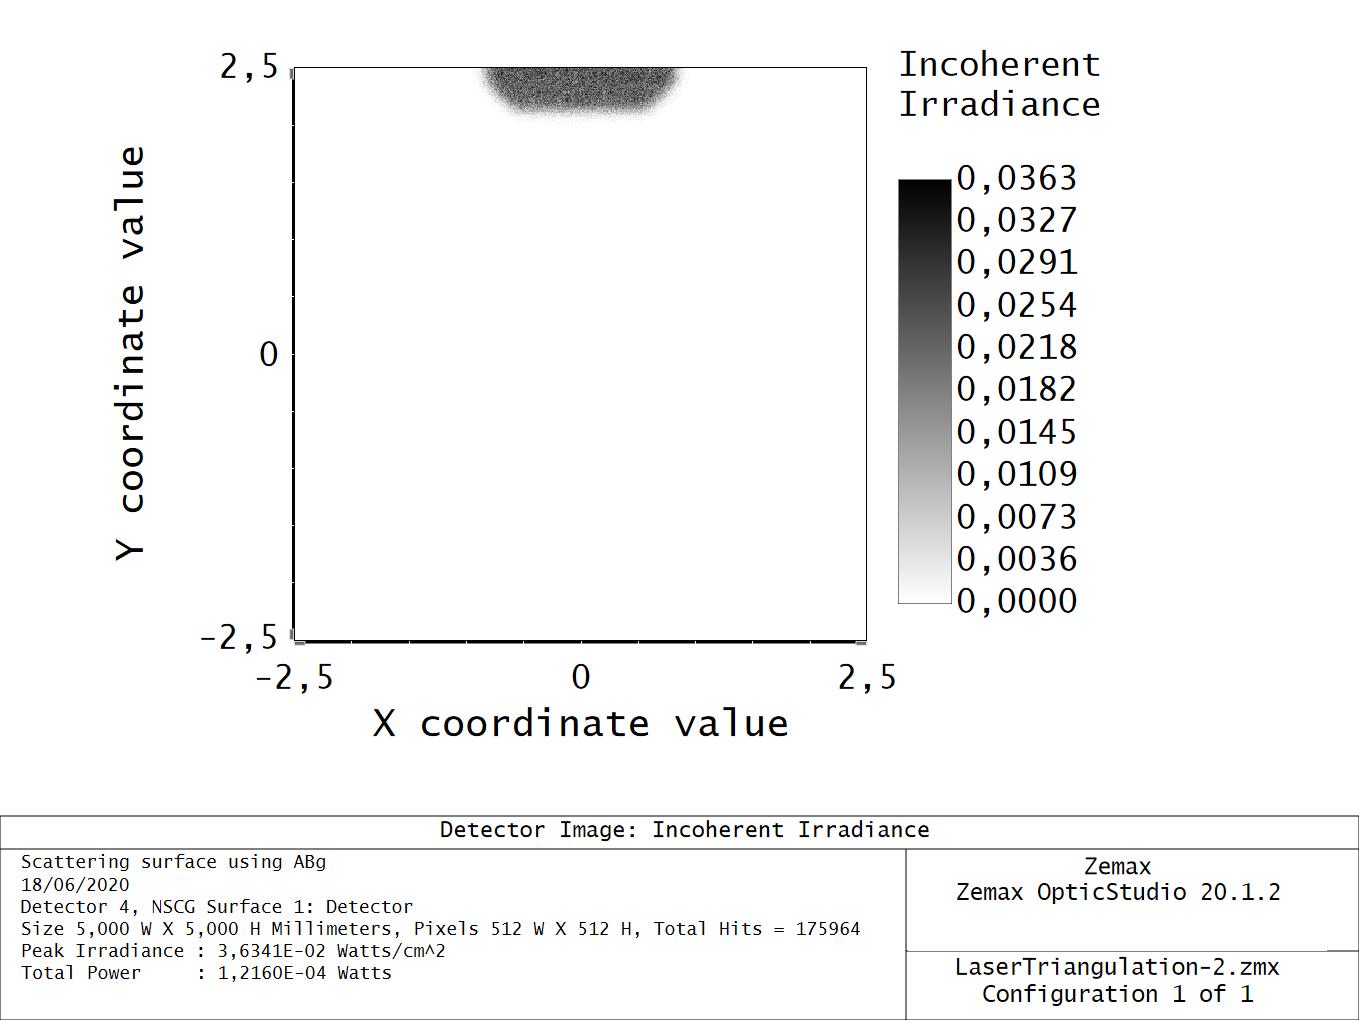 Incoherent
Irradiance
2,5
0
-2,5
Y coordinate value
-2,5 0 2,5
X coordinate value
0,0363
0,0327
0,0291
0,0254
0,0218
0,0182
0,0145
0,0109
0,0073
0,0036
0,0000
Detector Image: Incoherent Irradiance
Scattering surface using ABg
18/06/2020
Detector 4, NSCG Surface 1: Detector
Size 5,000 W X 5,000 H Millimeters, Pixels 512 W X 512 H, Total Hits = 175964
Peak Irradiance : 3,6341E-02 Watts/cm^2
Total Power     : 1,2160E-04 Watts
Zemax
Zemax OpticStudio 20.1.2
LaserTriangulation-2.zmx
Configuration 1 of 1